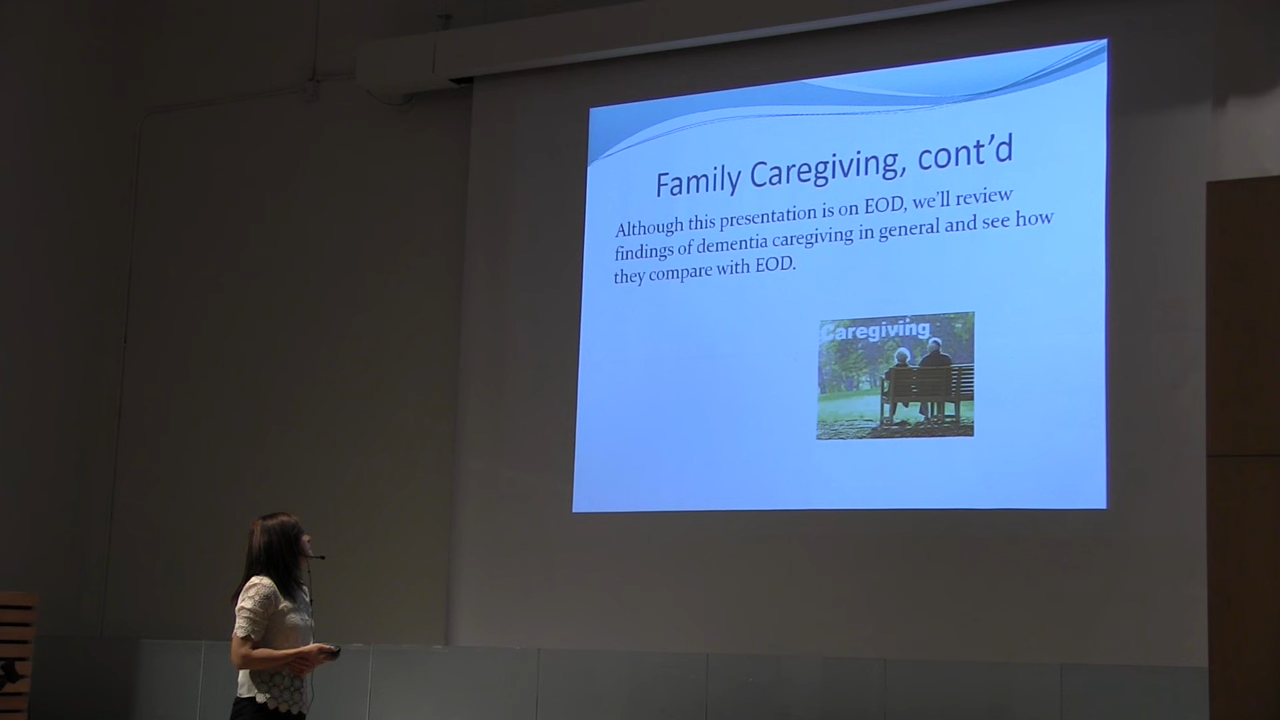 Family Caregiving, cont’d
Although this presentation is on EOD, we’ll review
findings of dementia caregiving in general and see how
they compare with EOD.
Caregiving